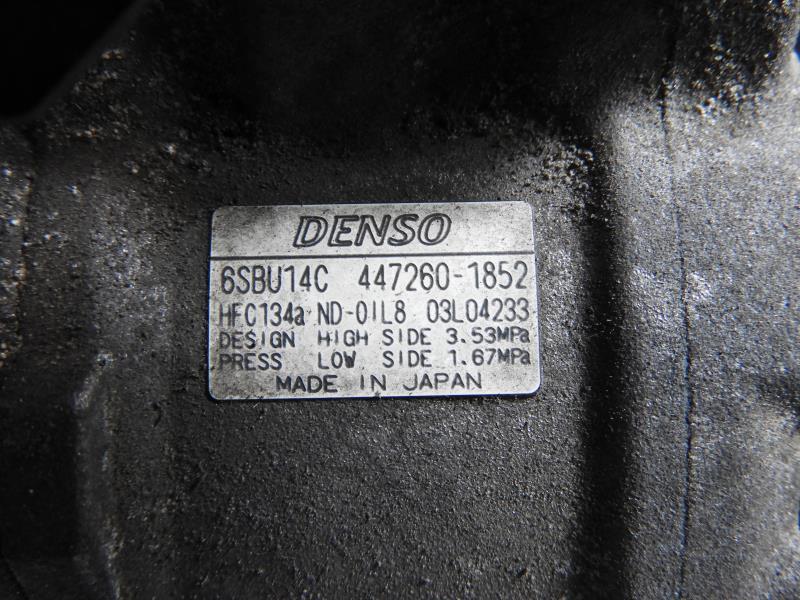 DENSO
6SBU14C 447260-1852
HFC134a ND-OIL8 03L04233
DESIGN HIGH SIDE 3.53MPa
PRESS LOW SIDE 1.67MPa
MADE IN JAPAN